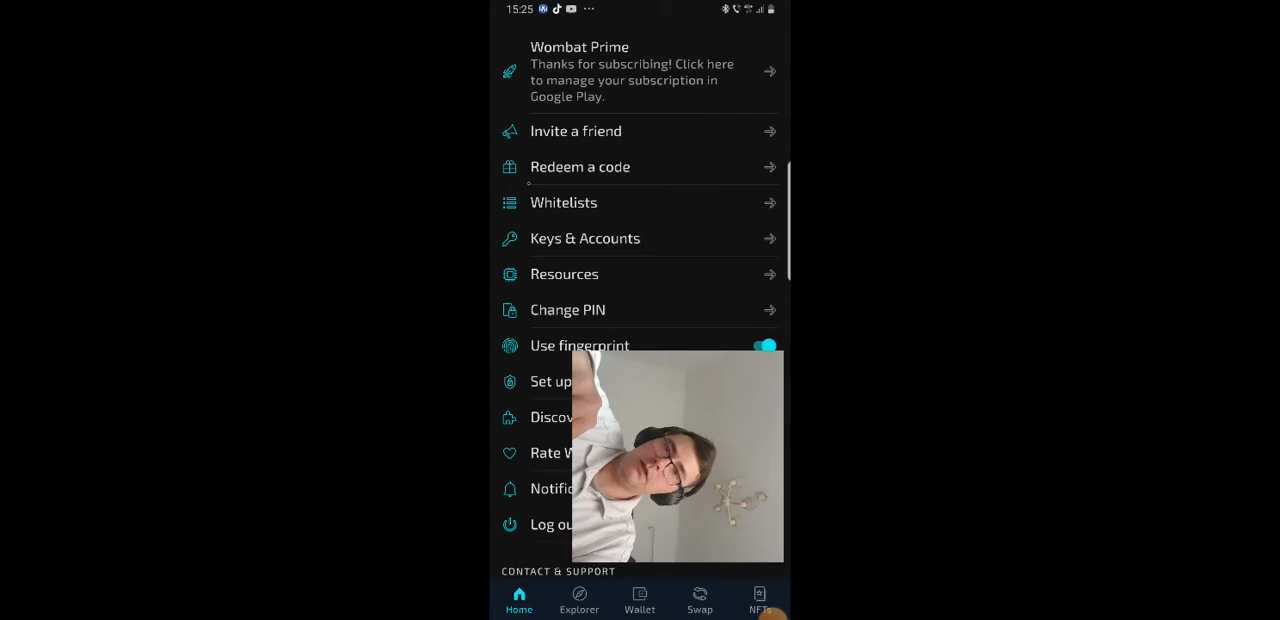 15:25
Wombat Prime
Thanks for subscribing! Click here
to manage your subscription in
Google Play.
Invite a friend
Redeem a code
Whitelists
Keys & Accounts
Resources
Change PIN
Use fingerprint
Set up
Discov
Rate W
Notific
Log ou
CONTACT & SUPPORT
Home Explorer Wallet Swap NFTs